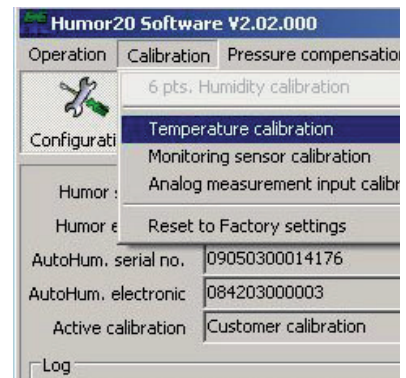 Humor20 Software V2.02.000
Operation Calibration Pressure compensation
6 pts. Humidity calibration
Temperature calibration
Configurati
Monitoring sensor calibration
Analog measurement input calibr
Humor s
Reset to Factory settings
Humor e
AutoHum. serial no. 09050300014176
AutoHum. electronic 084203000003
Active calibration Customer calibration
Log